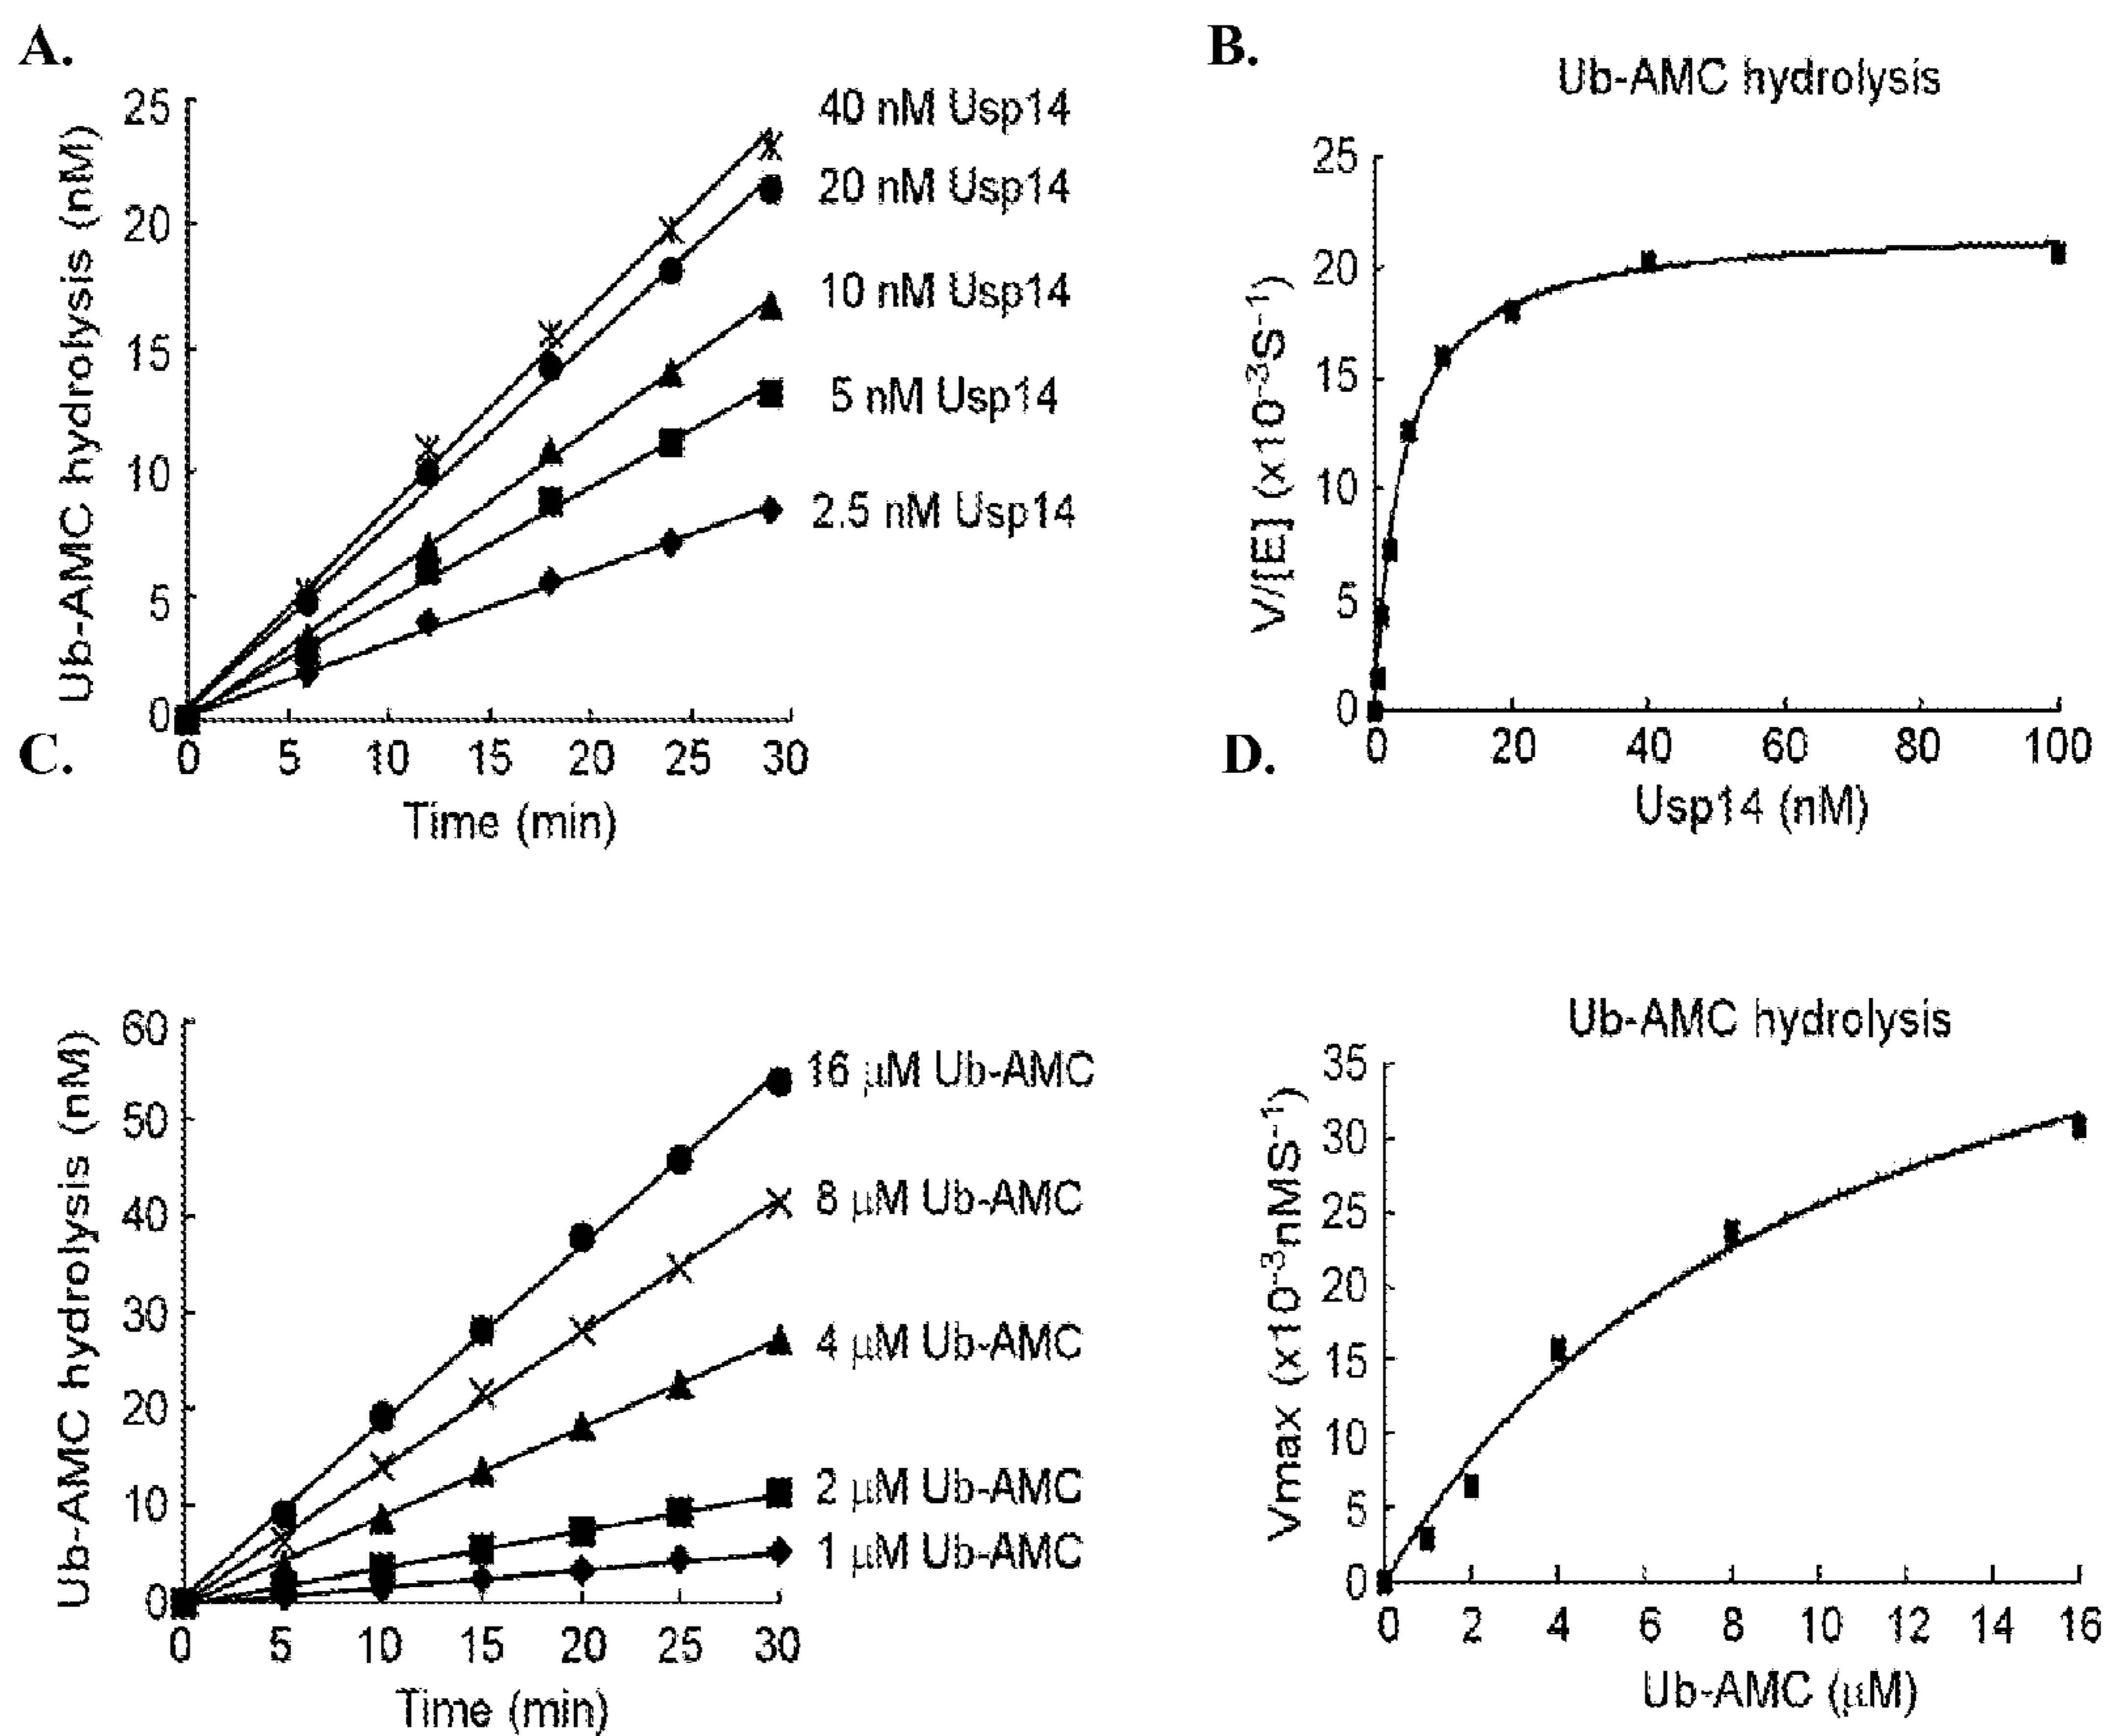 A.
25
20
15
10
5
0
0 5 10 15 20 25 30
Ub-AMC hydrolysis (nM)
Time (min)
40 nM Usp14
20 nM Usp14
10 nM Usp14
5 nM Usp14
2.5 nM Usp14
B.
Ub-AMC hydrolysis
25
20
15
10
5
0
0 20 40 60 80 100
V/[E] (x10⁻³S⁻¹)
Usp14 (nM)
C.
60
50
40
30
20
10
0
0 5 10 15 20 25 30
Ub-AMC hydrolysis (nM)
Time (min)
16 µM Ub-AMC
8 µM Ub-AMC
4 µM Ub-AMC
2 µM Ub-AMC
1 µM Ub-AMC
D.
Ub-AMC hydrolysis
35
30
25
20
15
10
5
0
0 2 4 6 8 10 12 14 16
Vmax (x10⁻³nMS⁻¹)
Ub-AMC (µM)